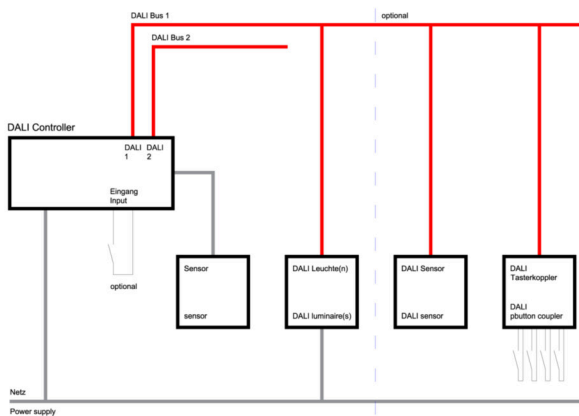 DALI Bus 1
optional
DALI Bus 2
DALI Controller
DALI DALI
1 2
Eingang
Input
optional
Sensor
sensor
DALI Leuchte(n)
DALI luminaire(s)
DALI Sensor
DALI sensor
DALI
Tasterkoppler
DALI
pbutton coupler
Netz
Power supply